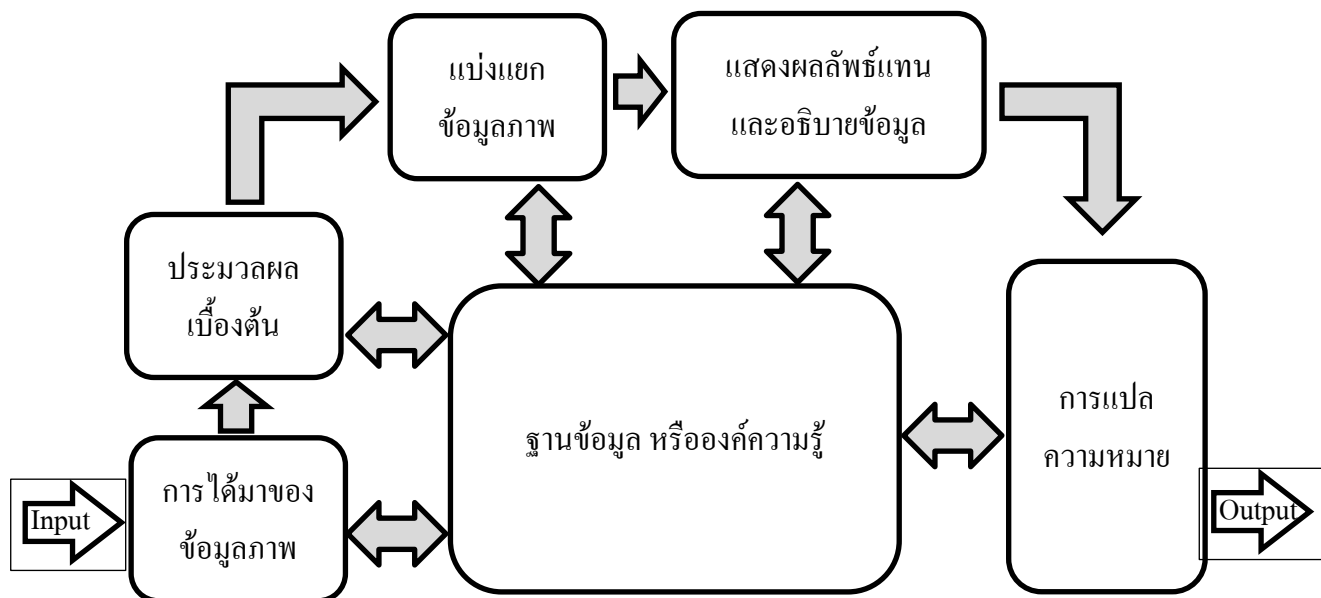 แบ่งแยก
ข้อมูลภาพ
แสดงผลลัพธ์แทน
และอธิบายข้อมูล
ประมวลผล
เบื้องต้น
ฐานข้อมูล หรือองค์ความรู้
การแปล
ความหมาย
Input
การได้มาของ
ข้อมูลภาพ
Output